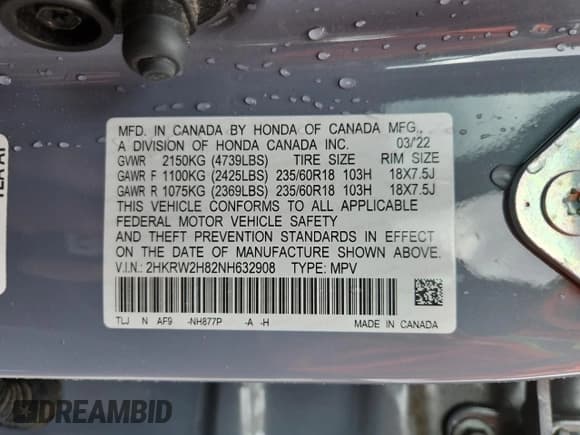 MFD. IN CANADA BY HONDA OF CANADA MFG.,
A DIVISION OF HONDA CANADA INC. 03/'22
GVWR 2150KG (4739LBS) TIRE SIZE RIM SIZE
GAWR F 1100KG (2425LBS) 235/60R18 103H 18X7.5J
GAWR R 1075KG (2369LBS) 235/60R18 103H 18X7.5J
THIS VEHICLE CONFORMS TO ALL APPLICABLE
FEDERAL MOTOR VEHICLE SAFETY
AND THEFT PREVENTION STANDARDS IN EFFECT
ON THE DATE OF MANUFACTURE SHOWN ABOVE.
V.I.N.: 2HKRW2H82NH632908 TYPE: MPV
TLJ N AF9 -NH877P -A -H
MADE IN CANADA
DREAMBID